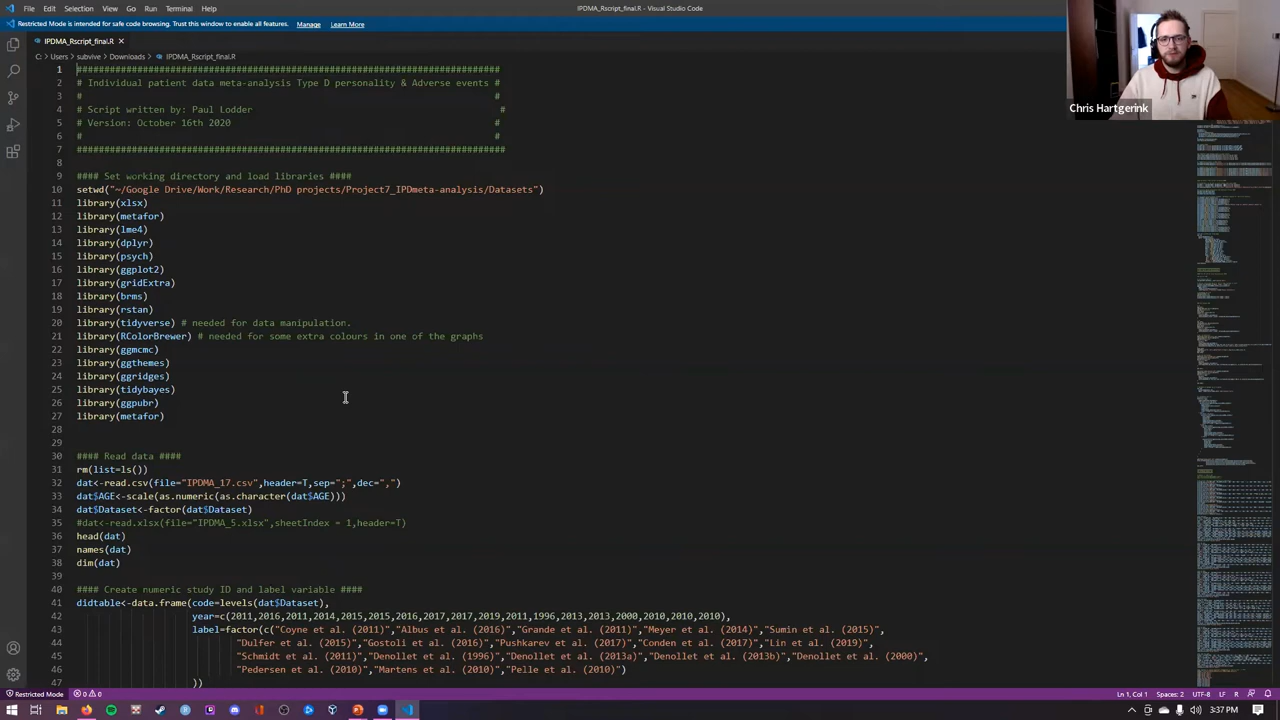 File Edit Selection View Go Run Terminal Help
IPDMA_Rscript_final.R - Visual Studio Code
Restricted Mode is intended for safe code browsing. Trust this window to enable all features. Manage Learn More
IPDMA_Rscript_final.R
C: > Users > subvive > Downloads > IPDMA_Rscript_final.R
Chris Hartgerink
1 #############################################################################
2 # Individual patient data meta-analysis Type D personality & Adverse events #
3 # #
4 # Script written by: Paul Lodder #
5 # Version: October 16th 2020 #
6 # #
7 ##############################################################################
8
9 #### Set working directory and load libraries ####
10 setwd("~/Google Drive/Work/Research/PhD projects/Project7_IPDmeta-analysis/Datasets")
11 library(xlsx)
12 library(metafor)
13 library(lme4)
14 library(dplyr)
15 library(psych)
16 library(ggplot2)
17 library(gridExtra)
18 library(brms)
19 library(rstan)
20 library(tidyverse) # needed for data manipulation.
21 library(RColorBrewer) # needed for some extra colours in one of the graphs
22 library(ggmcmc)
23 library(ggthemes)
24 library(ggridges)
25 library(tidybayes)
26 library(ggpubr)
27 library(metafor)
28
29
30 #### Read data ####
31 rm(list=ls())
32 dat<-read.csv(file="IPDMA_17.csv",header=T,sep=";",dec=",")
33 dat$AGE<-scale(as.numeric(as.character(dat$AGE)))
34 dat$Dataset<-factor(dat$Dataset)
35 #dat<-read.xlsx(file="IPDMA_5.xlsx",sheetIndex = 1,header=T)
36 head(dat)
37 names(dat)
38 dim(dat)
39
40 #### Create numeric study ID and label variable ####
41 didtable<-data.frame(code=levels(dat$Dataset),
42 year=c(2011,2016,2011,2014,2015,2015,2016,2017,2017,2019,2011,1996,2013,2013,2000,2010,2010,2010),
43 label=factor(c("Coyne et al. (2011)","Albus et al. (2016)","Grande et al. (2011)","Meyer et al. (2014)","Sumin et al. (2015)",
44 "Dulfer et al. (2015)","Gostoli et al. (2016)","Pushkarev et al. (2017)","Conden et al. (2017)","Lin et al. (2019)",
45 "Schmidt et al. (2011)","Denollet et al. (1996)","Denollet et al. (2013a)","Denollet et al. (2013b)","Denollet et al. (2000)",
46 "Pedersen et al. (2010)","Martens et al. (2010)","Pelle et al. (2010)")
47 ))
Restricted Mode 0 0
Ln 1, Col 1 Spaces: 2 UTF-8 LF R
3:37 PM